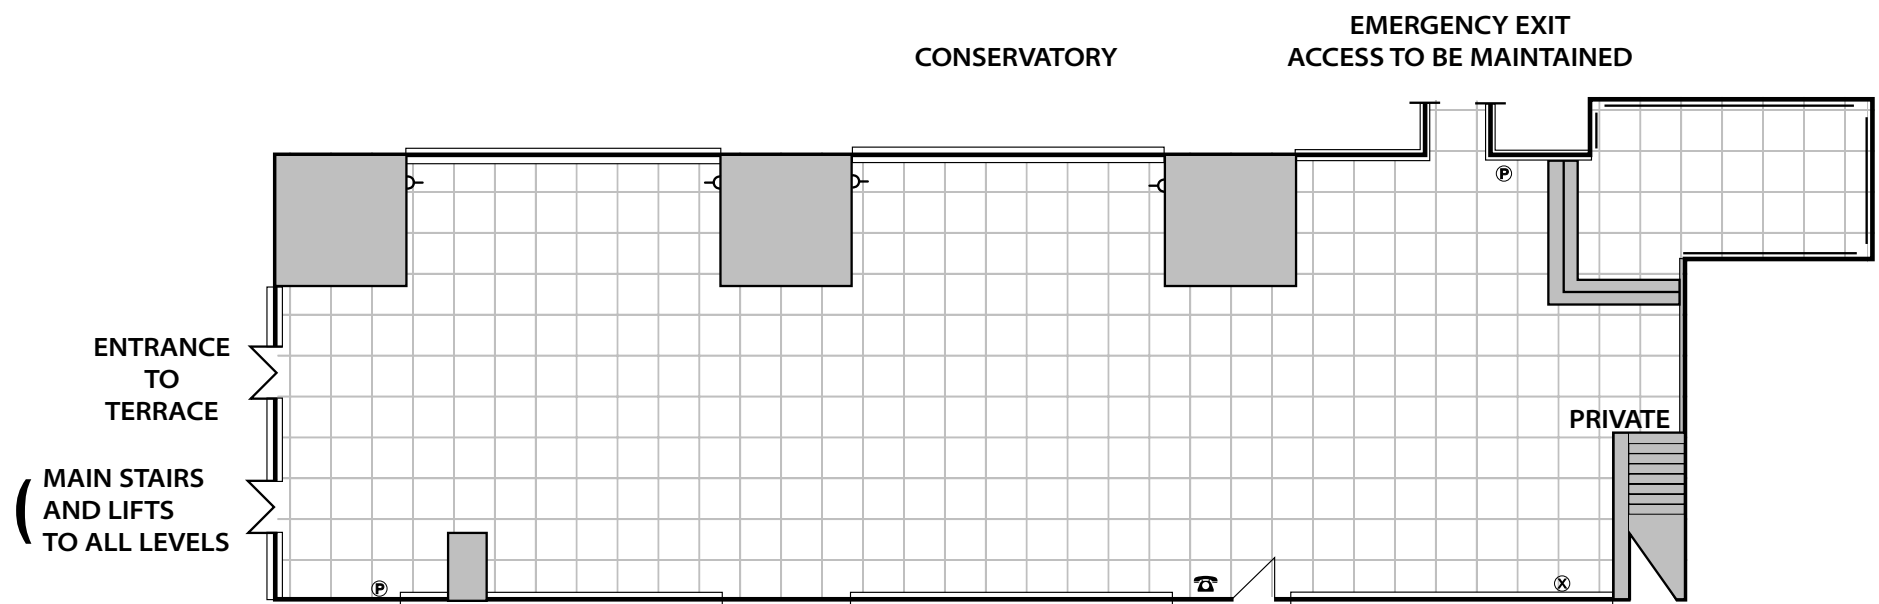 EMERGENCY EXIT
CONSERVATORY
ACCESS TO BE MAINTAINED
P
ENTRANCE
TO
TERRACE
PRIVATE
MAIN STAIRS
AND LIFTS
TO ALL LEVELS
P
X